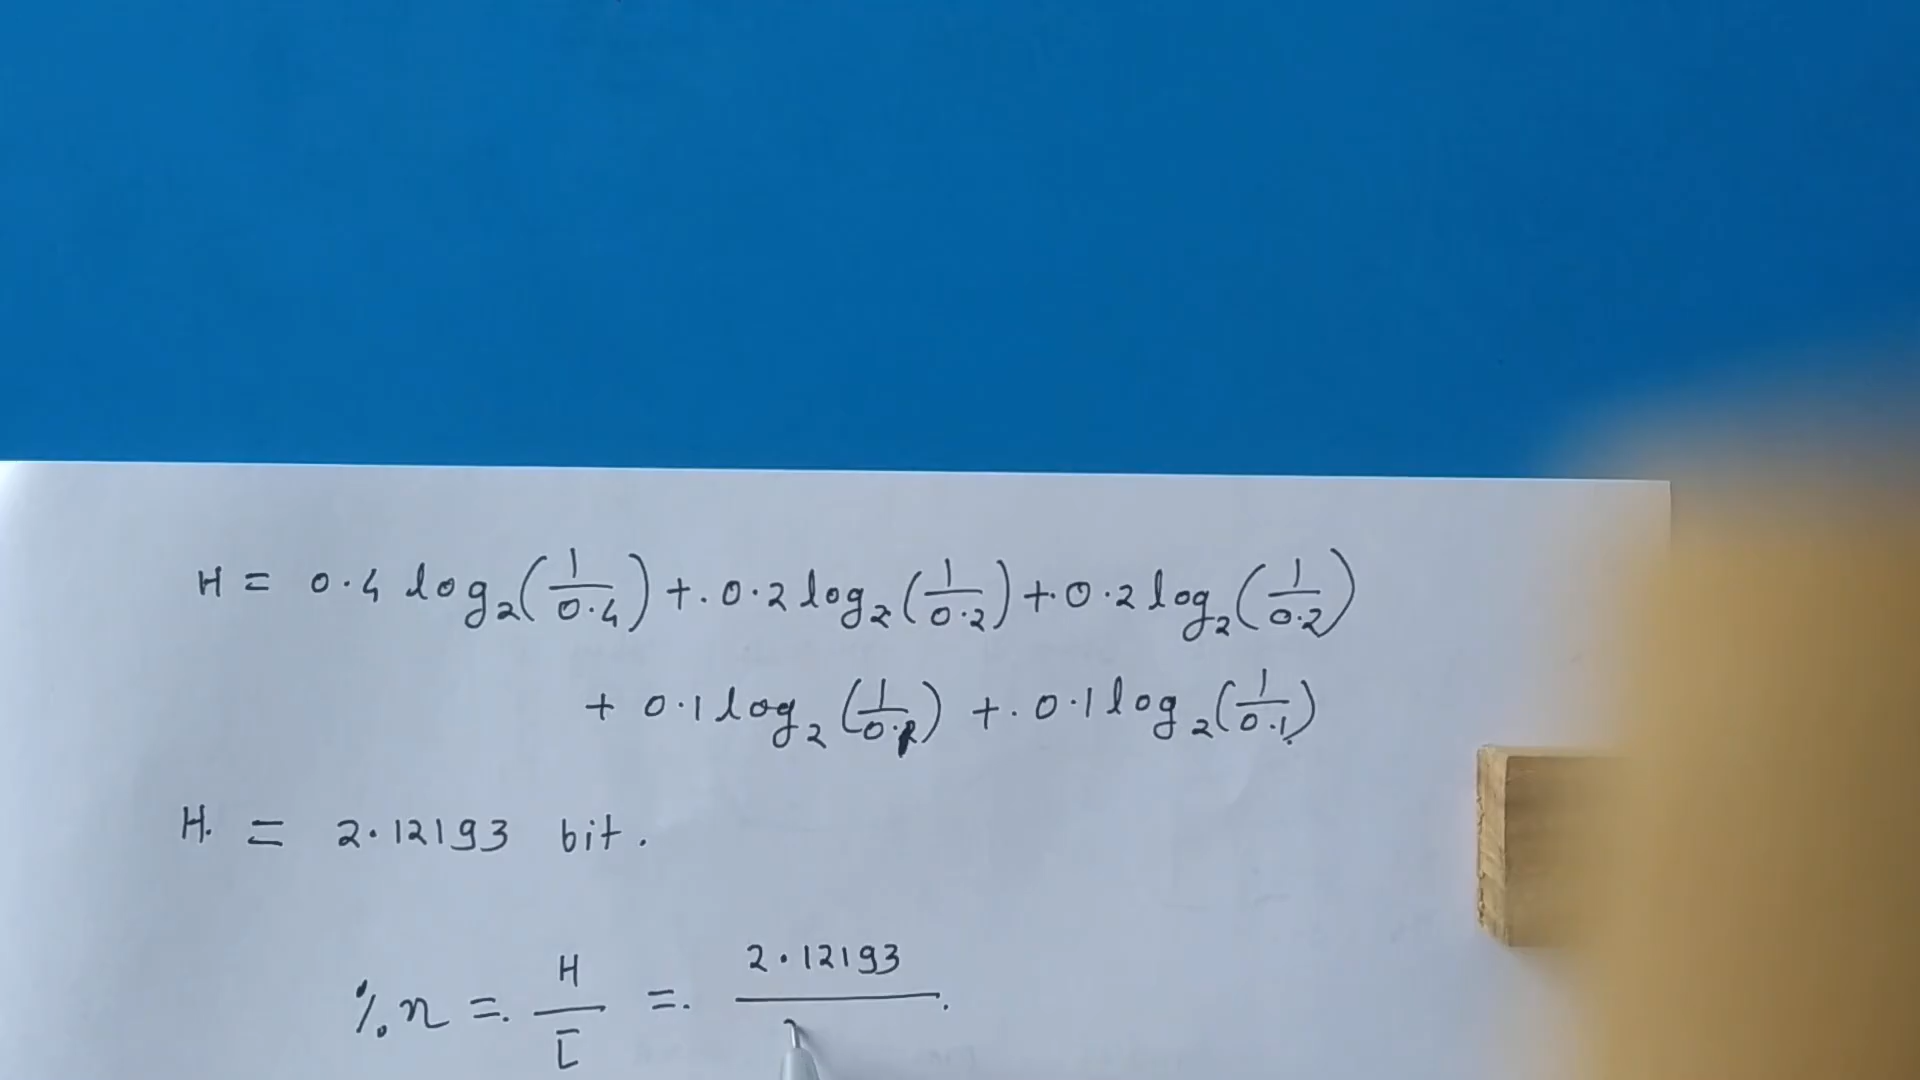 H = 0.4 log₂(1/0.4) +. 0.2 log₂(1/0.2) +. 0.2 log₂(1/0.2)
+ 0.1 log₂(1/0.1) +. 0.1 log₂(1/0.1)
H. = 2.12193 bit.
%η =. H/L̄ =. 2.12193/